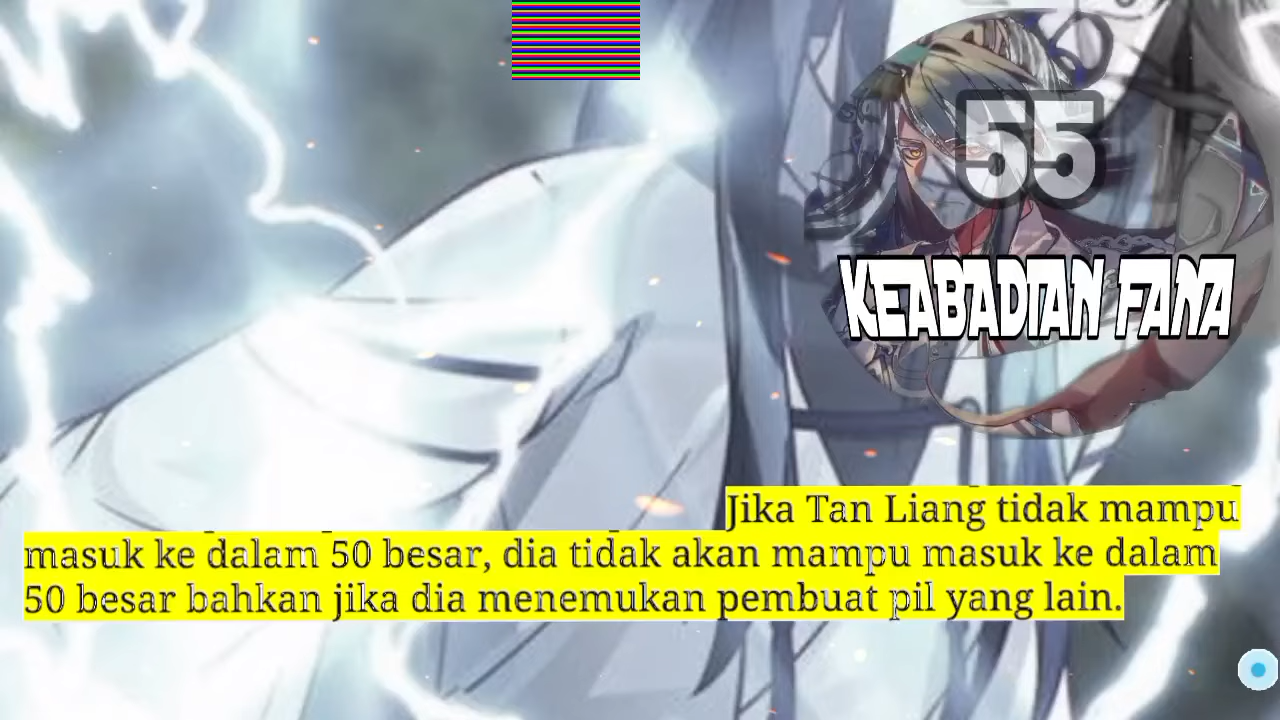 55
KEABADIAN FANA
Jika Tan Liang tidak mampu
masuk ke dalam 50 besar, dia tidak akan mampu masuk ke dalam
50 besar bahkan jika dia menemukan pembuat pil yang lain.